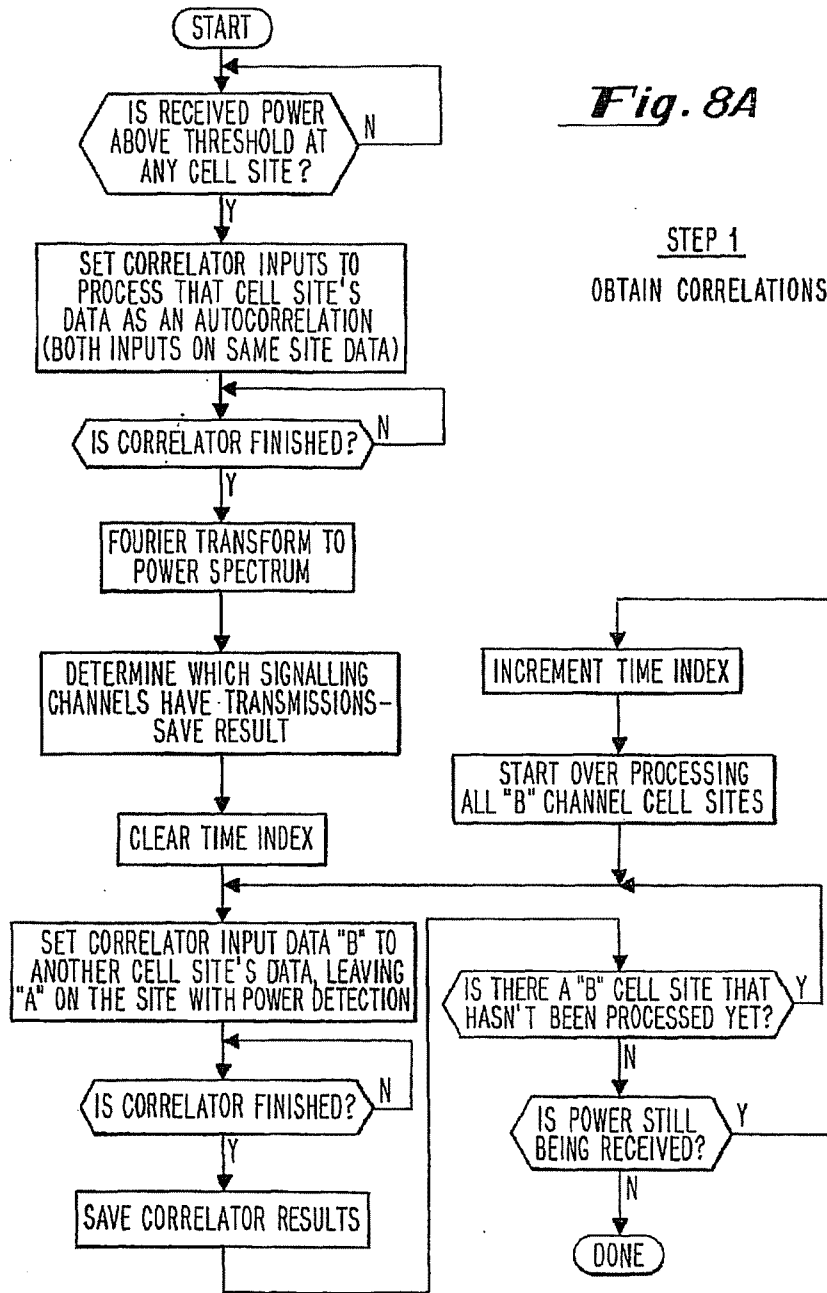 START
Fig. 8A
IS RECEIVED POWER
ABOVE THRESHOLD AT
ANY CELL SITE?
N
Y
STEP 1
OBTAIN CORRELATIONS
SET CORRELATOR INPUTS TO
PROCESS THAT CELL SITE'S
DATA AS AN AUTOCORRELATION
(BOTH INPUTS ON SAME SITE DATA)
IS CORRELATOR FINISHED?
N
Y
FOURIER TRANSFORM TO
POWER SPECTRUM
DETERMINE WHICH SIGNALLING
CHANNELS HAVE TRANSMISSIONS-
SAVE RESULT
CLEAR TIME INDEX
SET CORRELATOR INPUT DATA "B" TO
ANOTHER CELL SITE'S DATA, LEAVING
"A" ON THE SITE WITH POWER DETECTION
IS CORRELATOR FINISHED?
N
Y
SAVE CORRELATOR RESULTS
INCREMENT TIME INDEX
START OVER PROCESSING
ALL "B" CHANNEL CELL SITES
IS THERE A "B" CELL SITE THAT
HASN'T BEEN PROCESSED YET?
Y
N
IS POWER STILL
BEING RECEIVED?
Y
N
DONE